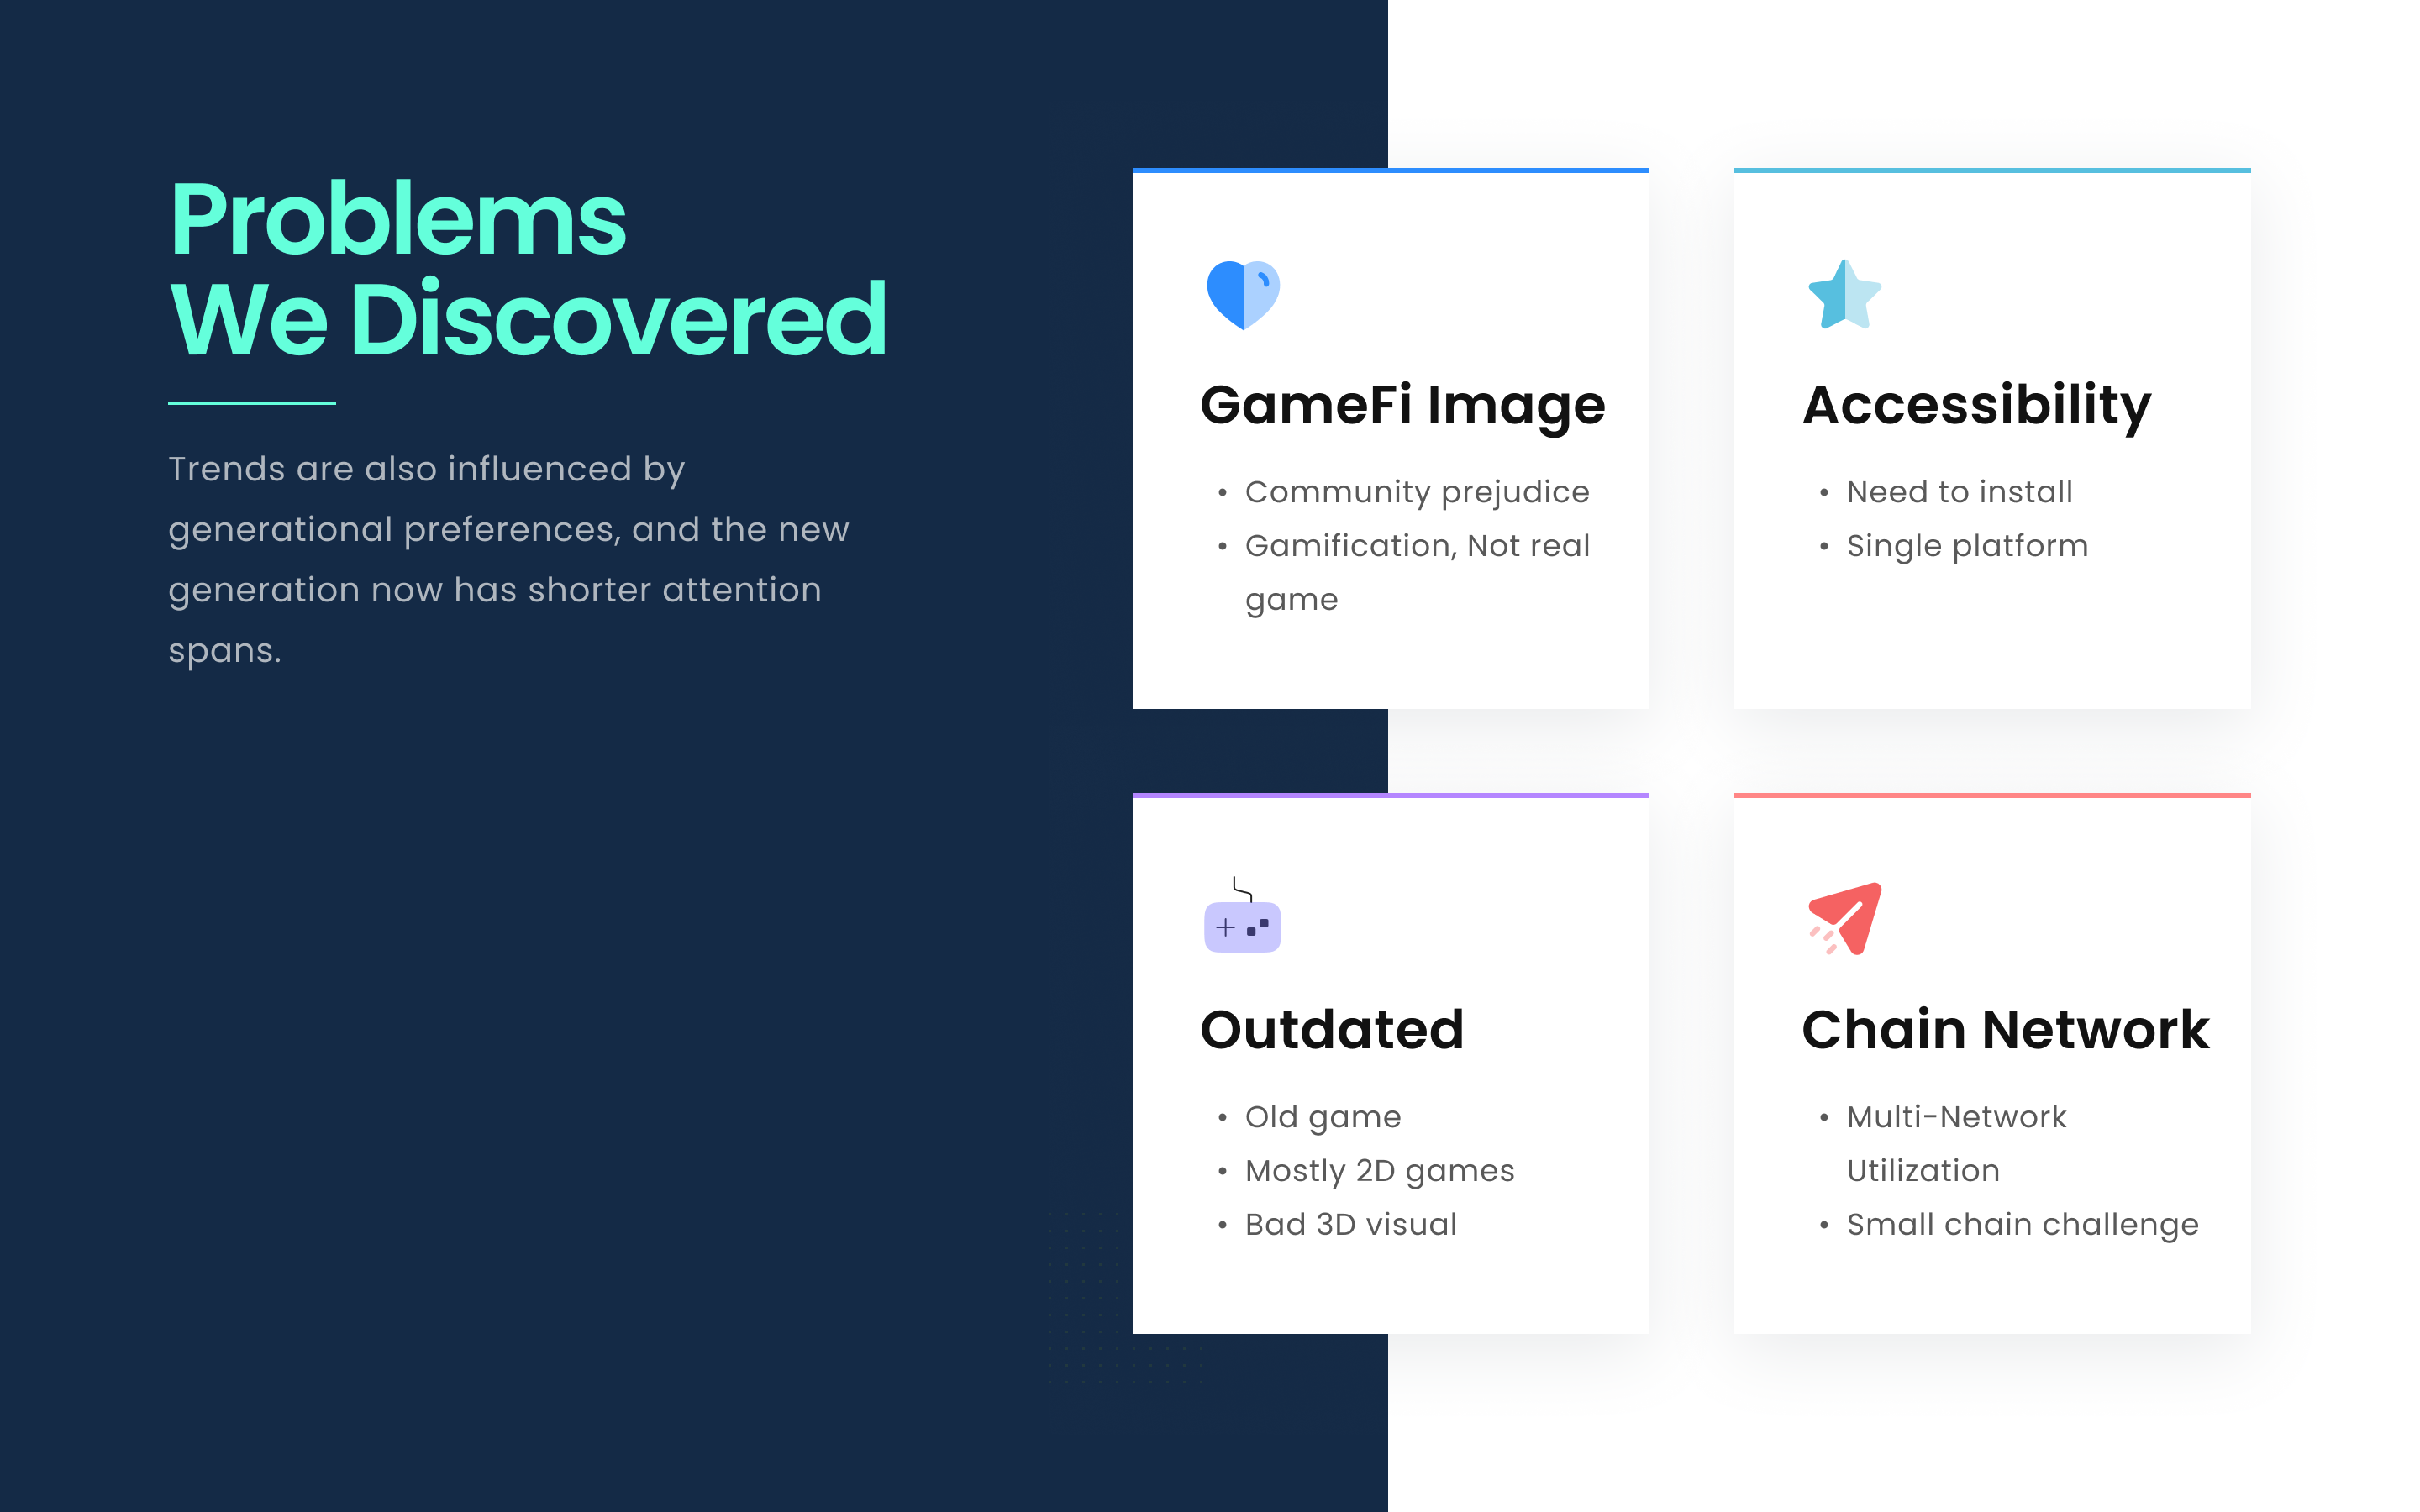 Problems
We Discovered
Trends are also influenced by
generational preferences, and the new
generation now has shorter attention
spans.
GameFi Image
• Community prejudice
• Gamification, Not real
game
Accessibility
• Need to install
• Single platform
Outdated
• Old game
• Mostly 2D games
• Bad 3D visual
Chain Network
• Multi-Network
Utilization
• Small chain challenge